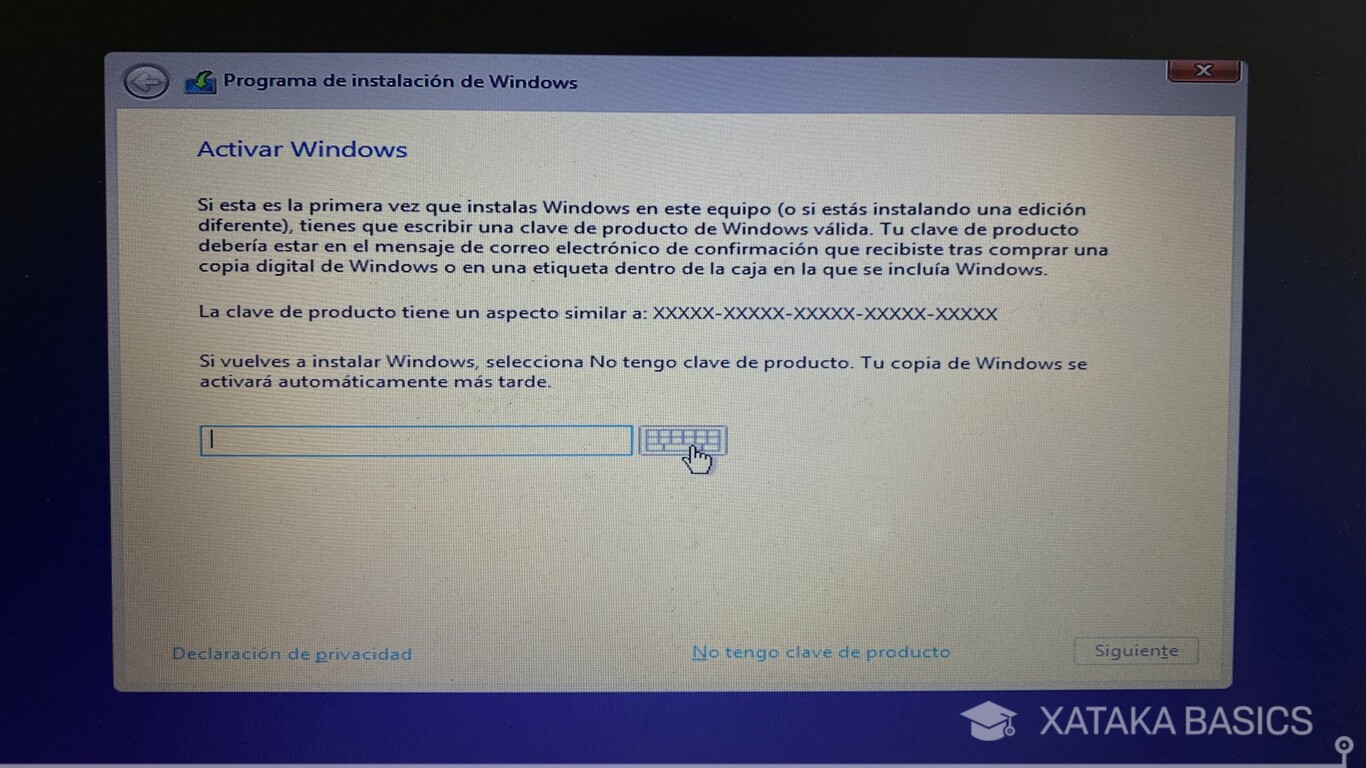 Programa de instalación de Windows
Activar Windows
Si esta es la primera vez que instalas Windows en este equipo (o si estás instalando una edición
diferente), tienes que escribir una clave de producto de Windows válida. Tu clave de producto
debería estar en el mensaje de correo electrónico de confirmación que recibiste tras comprar una
copia digital de Windows o en una etiqueta dentro de la caja en la que se incluía Windows.
La clave de producto tiene un aspecto similar a: XXXXX-XXXXX-XXXXX-XXXXX-XXXXX
Si vuelves a instalar Windows, selecciona No tengo clave de producto. Tu copia de Windows se
activará automáticamente más tarde.
Declaración de privacidad
No tengo clave de producto
Siguiente
XATAKA BASICS